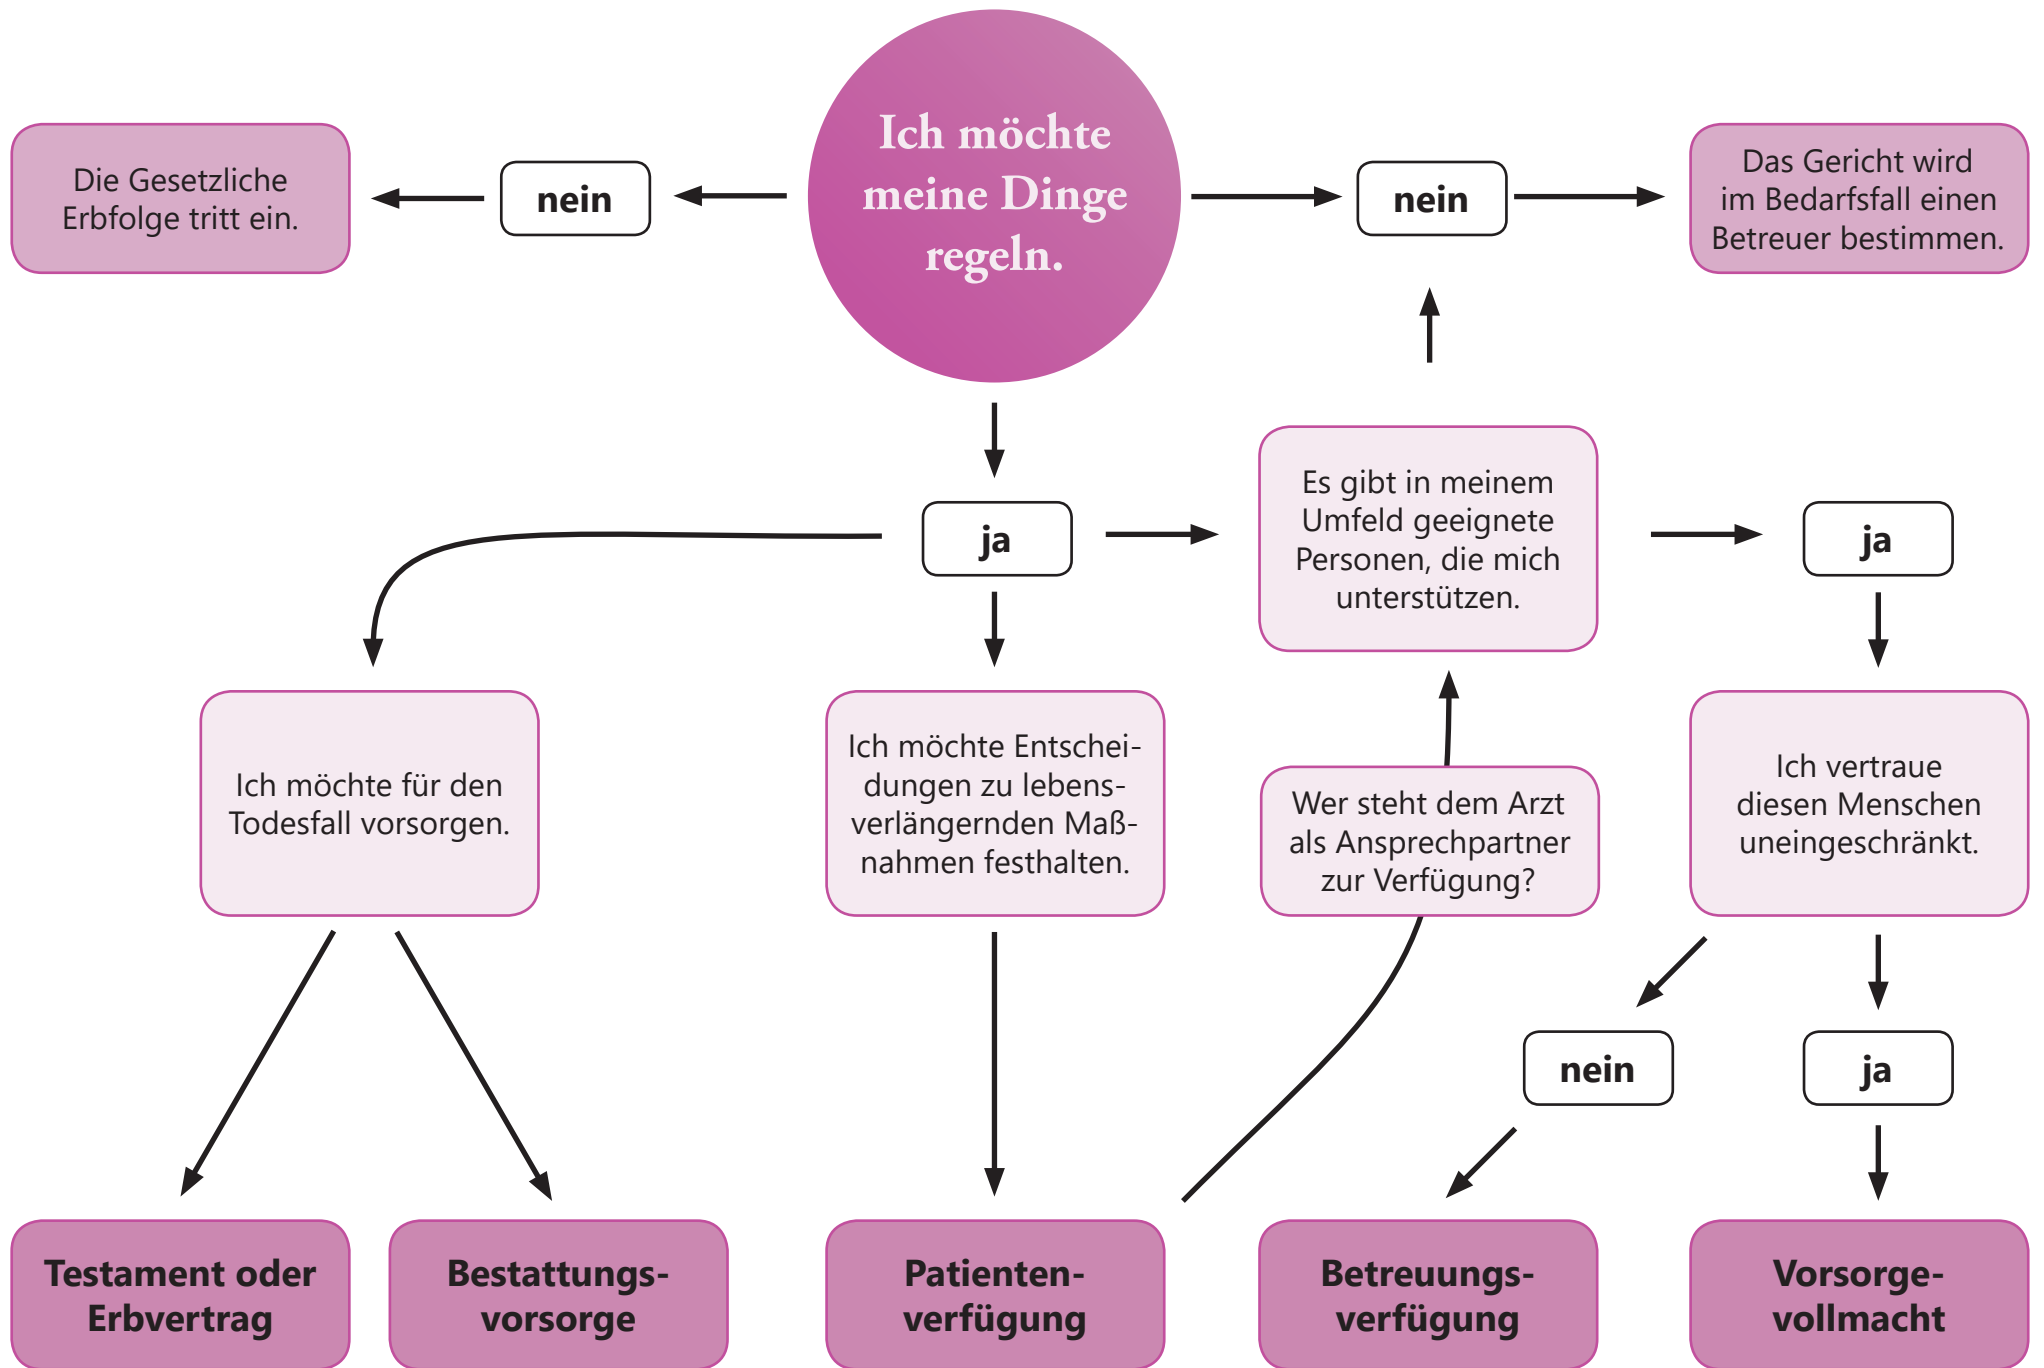 Ich möchte
meine Dinge
regeln.
Die Gesetzliche
Erbfolge tritt ein.
nein
nein
Das Gericht wird
im Bedarfsfall einen
Betreuer bestimmen.
ja
Es gibt in meinem
Umfeld geeignete
Personen, die mich
unterstützen.
ja
Ich möchte für den
Todesfall vorsorgen.
Ich möchte Entschei-
dungen zu lebens-
verlängernden Maß-
nahmen festhalten.
Wer steht dem Arzt
als Ansprechpartner
zur Verfügung?
Ich vertraue
diesen Menschen
uneingeschränkt.
nein
ja
Testament oder
Erbvertrag
Bestattungs-
vorsorge
Patienten-
verfügung
Betreuungs-
verfügung
Vorsorge-
vollmacht